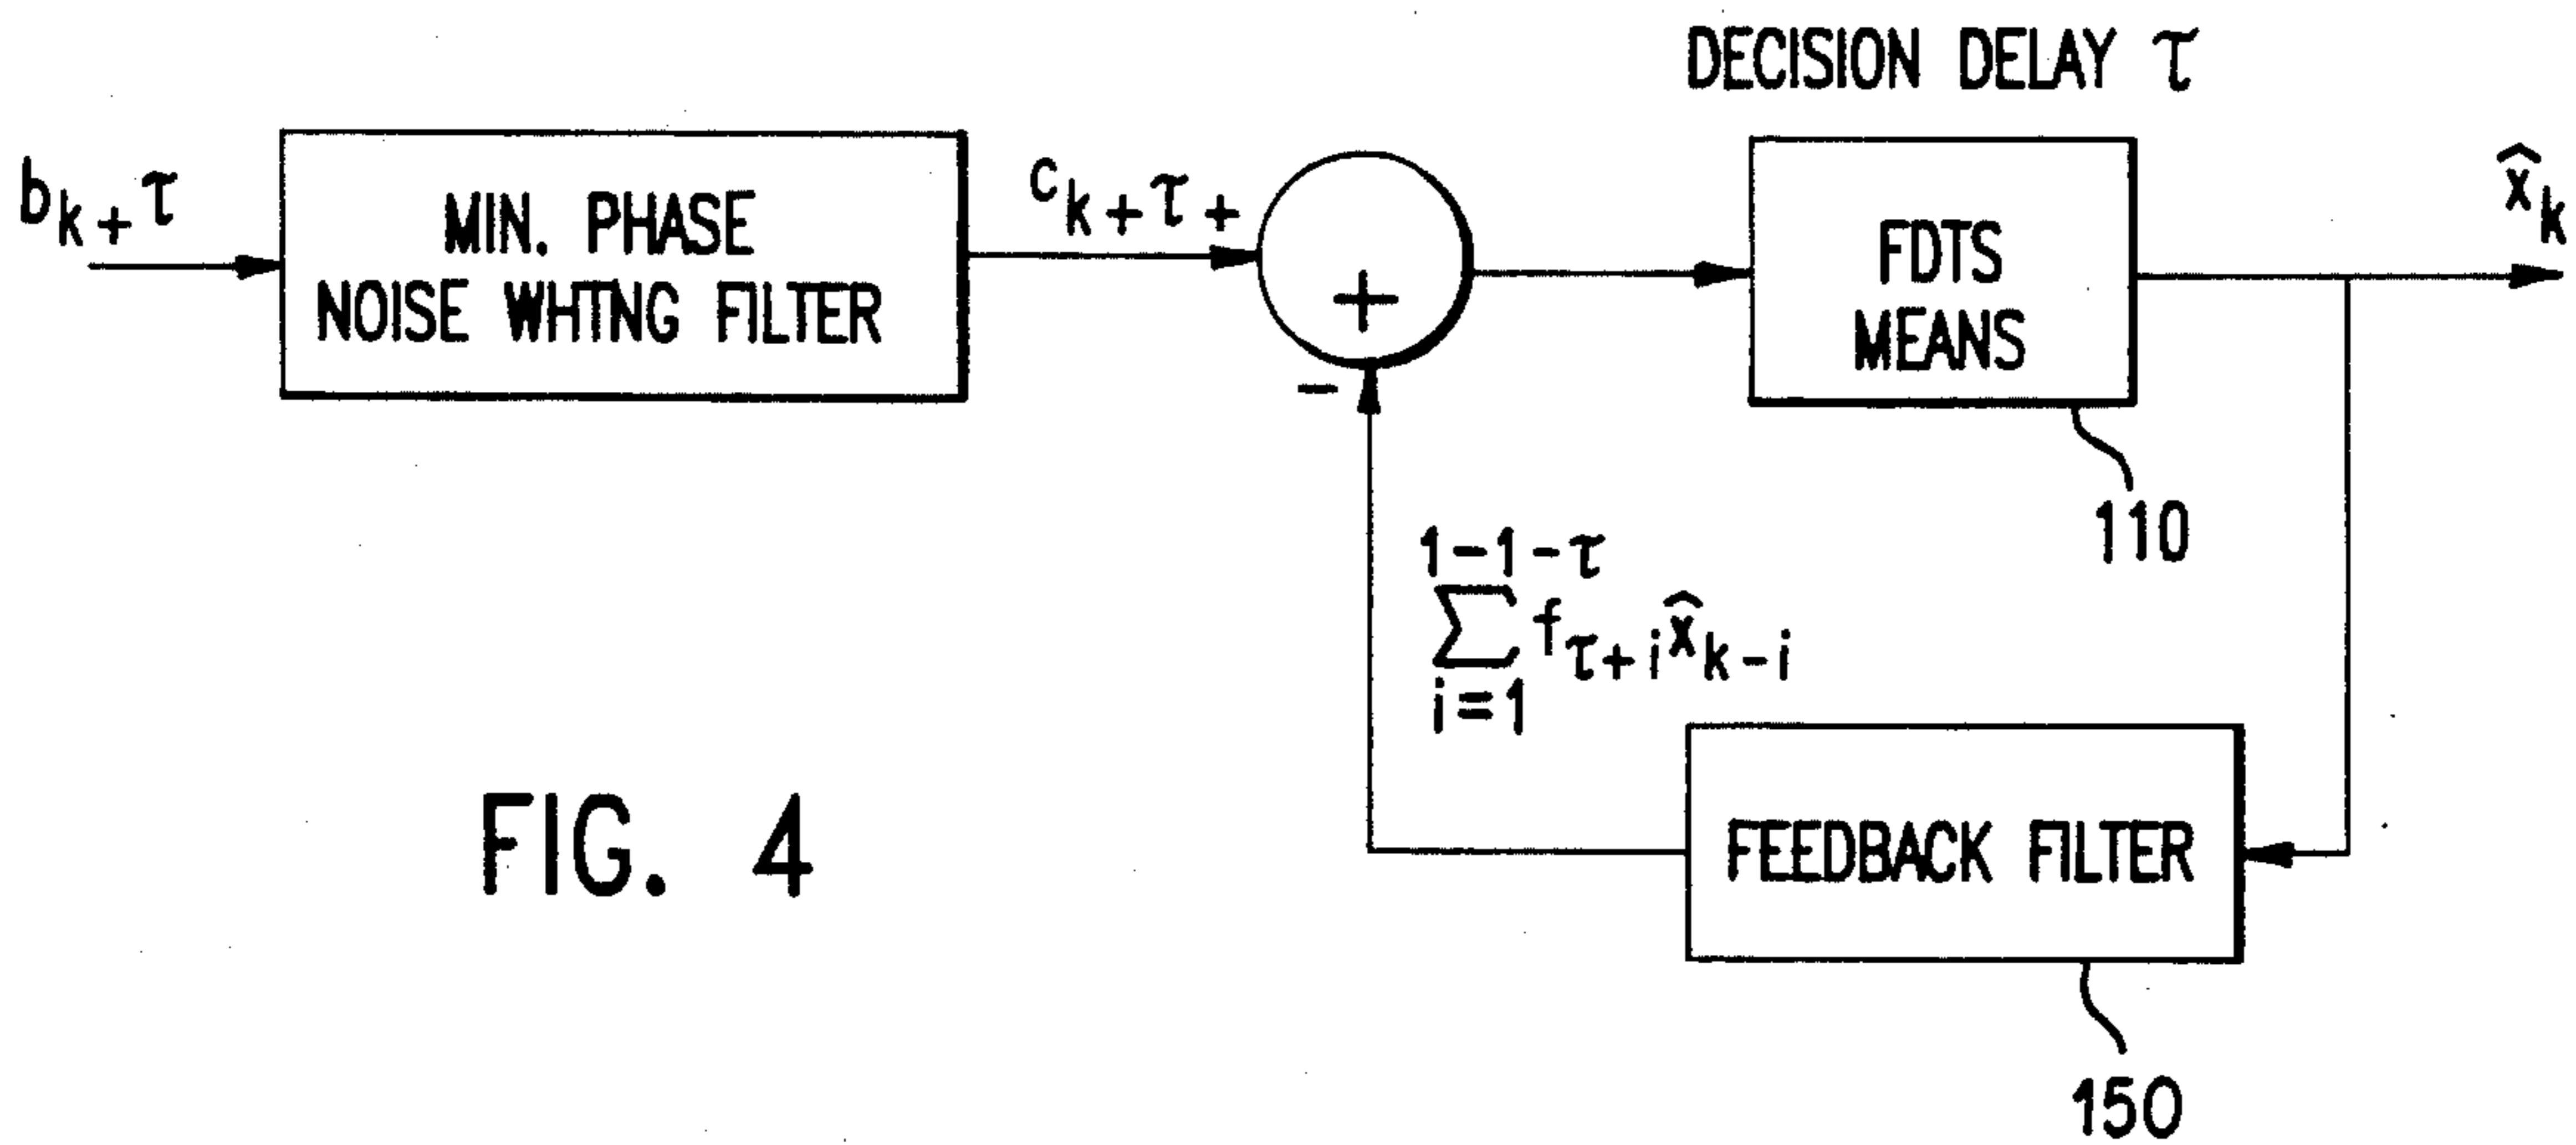 DECISION DELAY τ
b_{k+τ}
MIN. PHASE
NOISE WHTNG FILTER
c_{k+τ}
+
+
-
FDTS
MEANS
x̂_k
110
1-1-τ
∑ f_{τ+i} x̂_{k-i}
i=1
FEEDBACK FILTER
150
FIG. 4